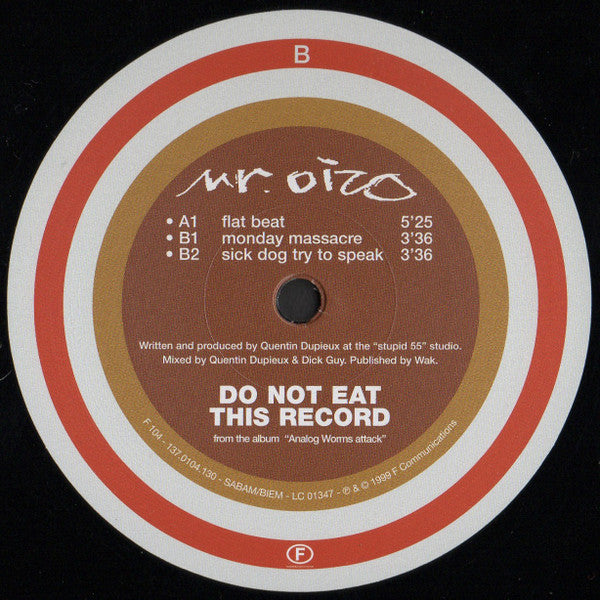 B
mr. oizo
• A1 flat beat 5'25
• B1 monday massacre 3'36
• B2 sick dog try to speak 3'36
Written and produced by Quentin Dupieux at the "stupid 55" studio.
Mixed by Quentin Dupieux & Dick Guy. Published by Wak.
DO NOT EAT
THIS RECORD
from the album "Analog Worms attack"
F 104 - 137.0104.130 - SABAM/BIEM - LC 01347 - ℗ & © 1999 F Communications
F